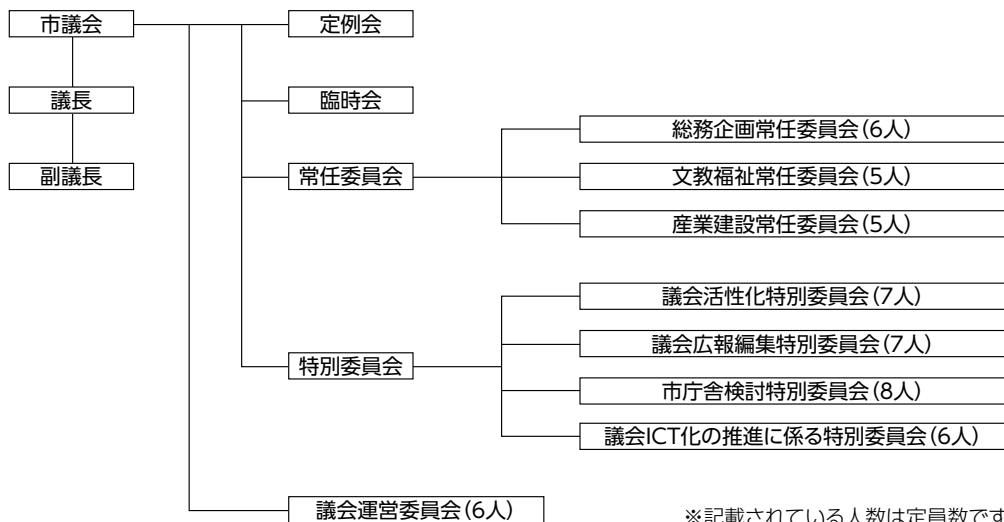 市議会
議長
副議長
定例会
臨時会
常任委員会
総務企画常任委員会(6人)
文教福祉常任委員会(5人)
産業建設常任委員会(5人)
特別委員会
議会活性化特別委員会(7人)
議会広報編集特別委員会(7人)
市庁舎検討特別委員会(8人)
議会ICT化の推進に係る特別委員会(6人)
議会運営委員会(6人)
※記載されている人数は定員数です